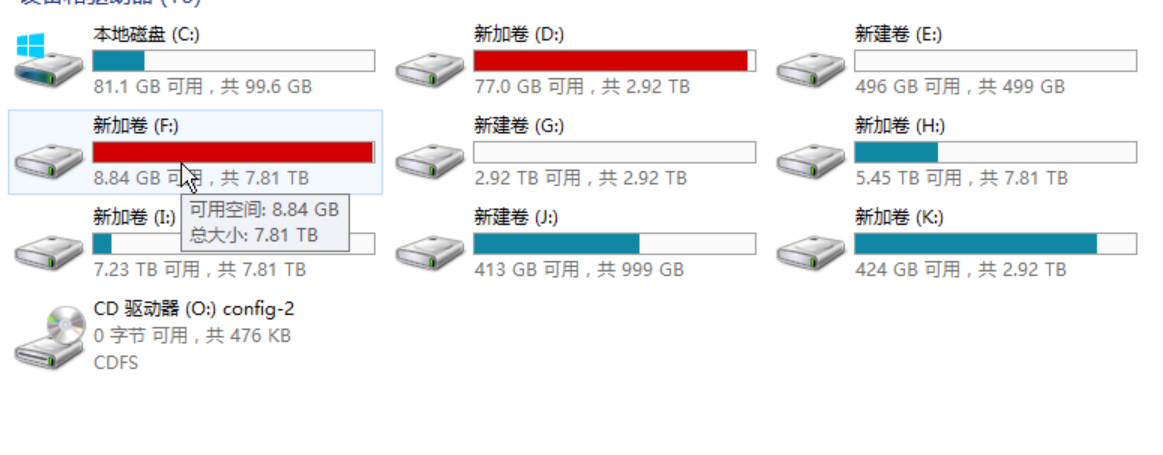 本地磁盘 (C:)
81.1 GB 可用，共 99.6 GB
新加卷 (D:)
77.0 GB 可用，共 2.92 TB
新建卷 (E:)
496 GB 可用，共 499 GB
新加卷 (F:)
8.84 GB 可用，共 7.81 TB
可用空间: 8.84 GB
总大小: 7.81 TB
新建卷 (G:)
2.92 TB 可用，共 2.92 TB
新加卷 (H:)
5.45 TB 可用，共 7.81 TB
新加卷 (I:)
7.23 TB 可用，共 7.81 TB
新建卷 (J:)
413 GB 可用，共 999 GB
新加卷 (K:)
424 GB 可用，共 2.92 TB
CD 驱动器 (O:) config-2
0 字节 可用，共 476 KB
CDFS